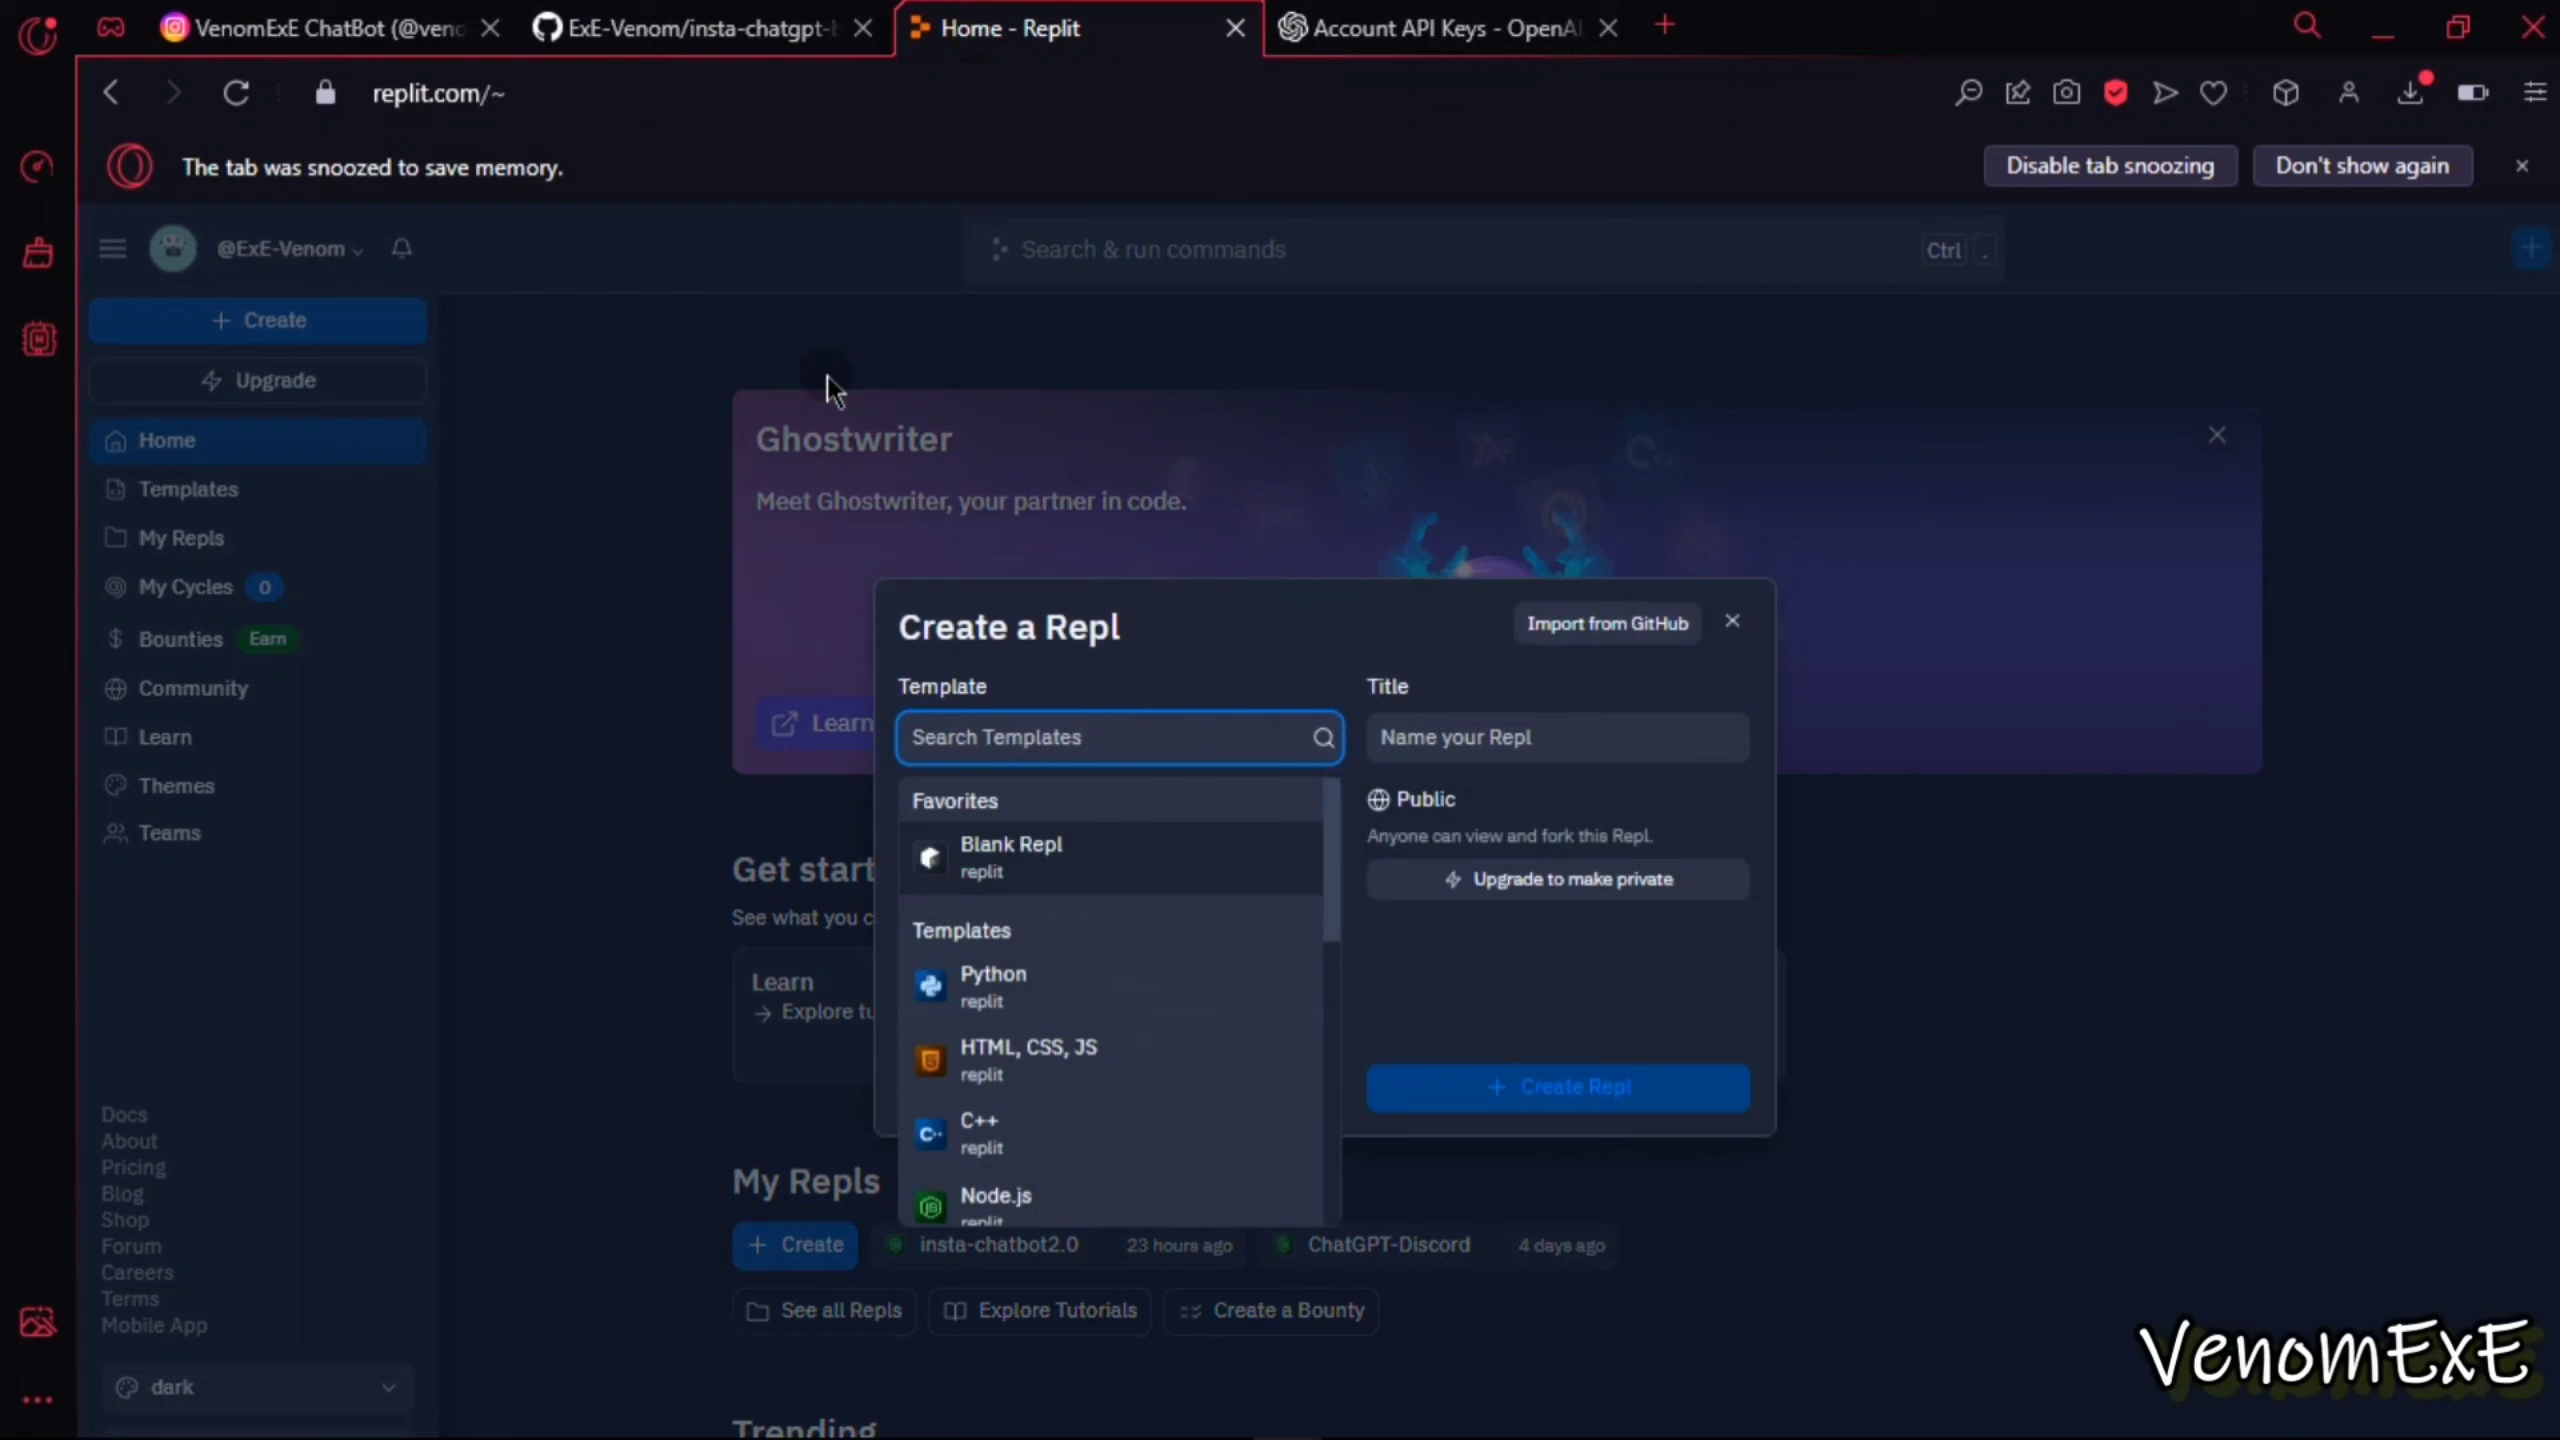 VenomExE ChatBot (@veno
ExE-Venom/insta-chatgpt-b
Home - Replit
Account API Keys - OpenAI
replit.com/~
The tab was snoozed to save memory.
Disable tab snoozing
Don't show again
@ExE-Venom
Search & run commands
Ctrl .
+ Create
Upgrade
Home
Templates
My Repls
My Cycles 0
Bounties Earn
Community
Learn
Themes
Teams
Docs
About
Pricing
Blog
Shop
Forum
Careers
Terms
Mobile App
dark
Ghostwriter
Meet Ghostwriter, your partner in code.
Learn
Create a Repl
Import from GitHub
Template
Search Templates
Favorites
Blank Repl
replit
Templates
Python
replit
HTML, CSS, JS
replit
C++
replit
Node.js
replit
Title
Name your Repl
Public
Anyone can view and fork this Repl.
Upgrade to make private
+ Create Repl
Get start
See what you c
Learn
→ Explore tu
My Repls
+ Create
insta-chatbot2.0 23 hours ago
ChatGPT-Discord 4 days ago
See all Repls
Explore Tutorials
Create a Bounty
Trending
VenomExE